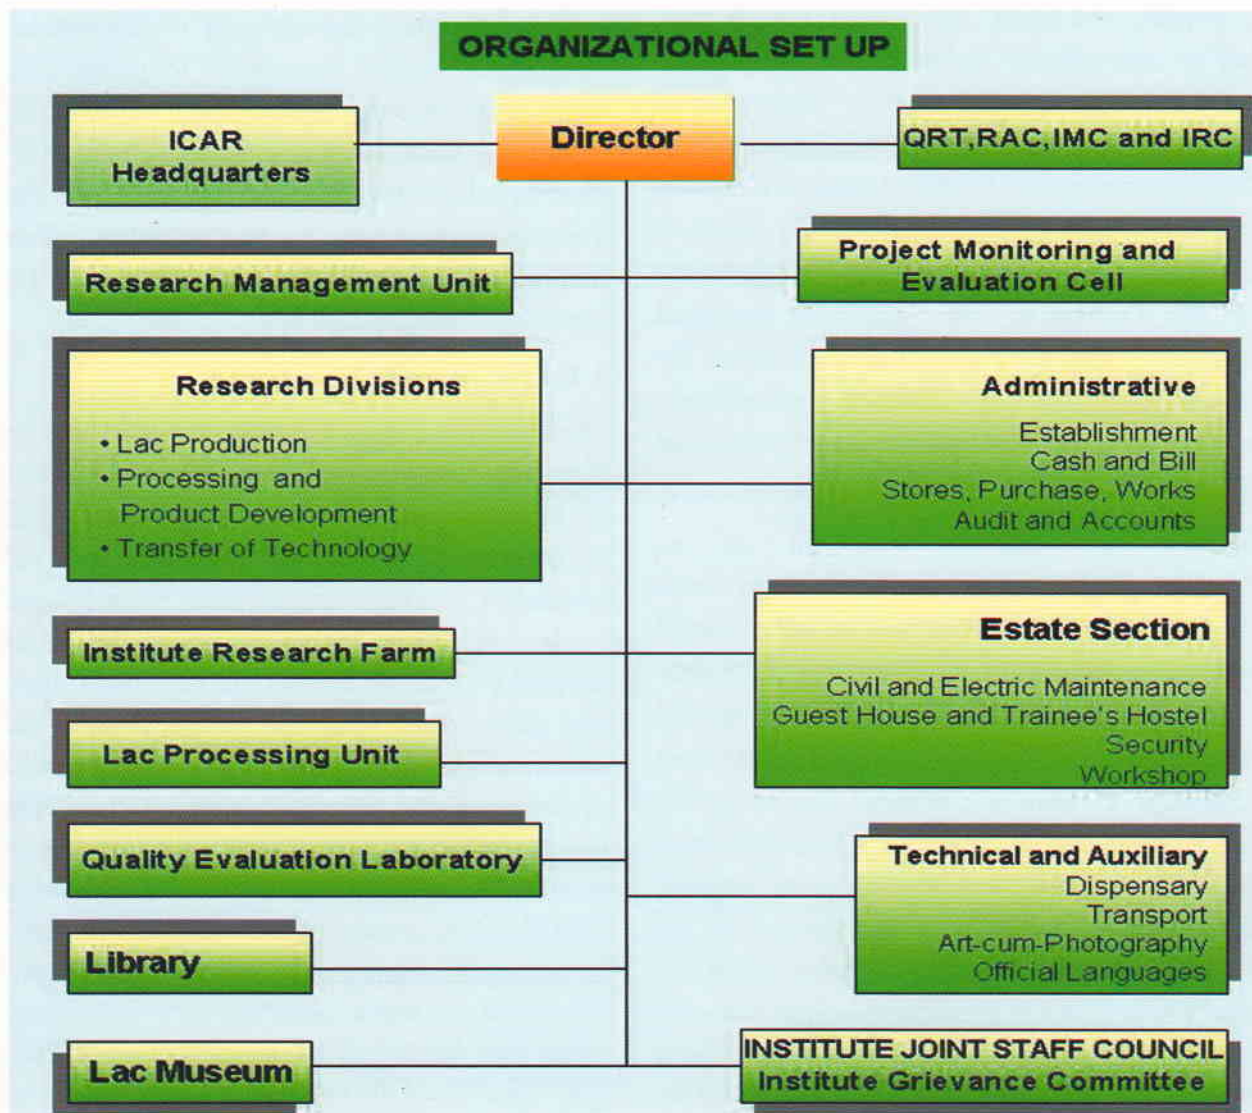 ORGANIZATIONAL SET UP
ICAR
Headquarters
Director
QRT,RAC,IMC and IRC
Research Management Unit
Project Monitoring and
Evaluation Cell
Research Divisions
• Lac Production
• Processing and
Product Development
• Transfer of Technology
Administrative
Establishment
Cash and Bill
Stores, Purchase, Works
Audit and Accounts
Institute Research Farm
Estate Section
Civil and Electric Maintenance
Guest House and Trainee's Hostel
Security
Workshop
Lac Processing Unit
Quality Evaluation Laboratory
Technical and Auxiliary
Dispensary
Transport
Art-cum-Photography
Official Languages
Library
Lac Museum
INSTITUTE JOINT STAFF COUNCIL
Institute Grievance Committee